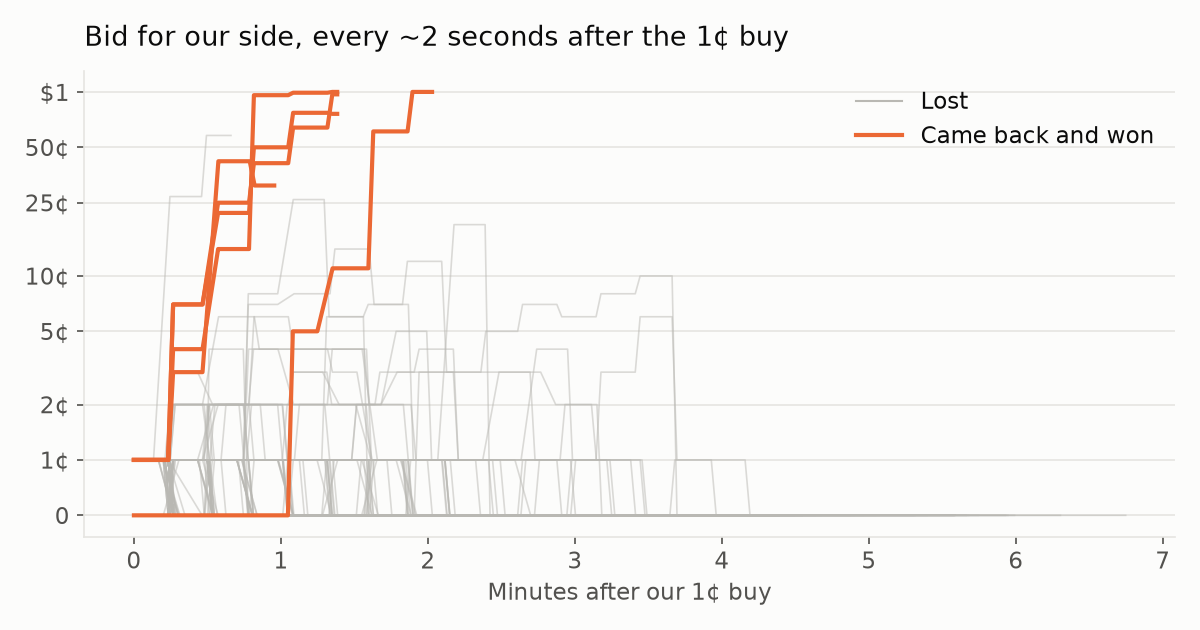 Bid for our side, every ~2 seconds after the 1¢ buy
$1
50¢
25¢
10¢
5¢
2¢
1¢
0
Lost
Came back and won
0 1 2 3 4 5 6 7
Minutes after our 1¢ buy